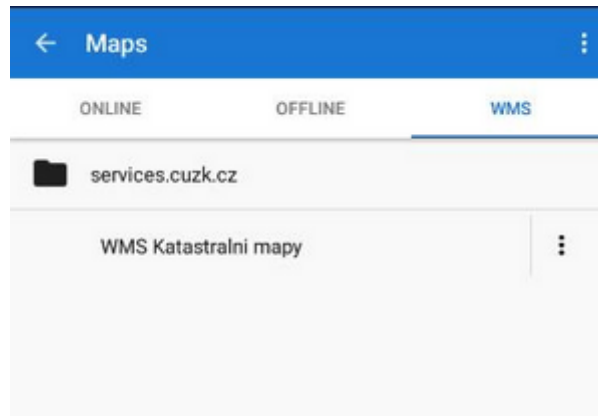 Maps
ONLINE OFFLINE WMS
services.cuzk.cz
WMS Katastralni mapy